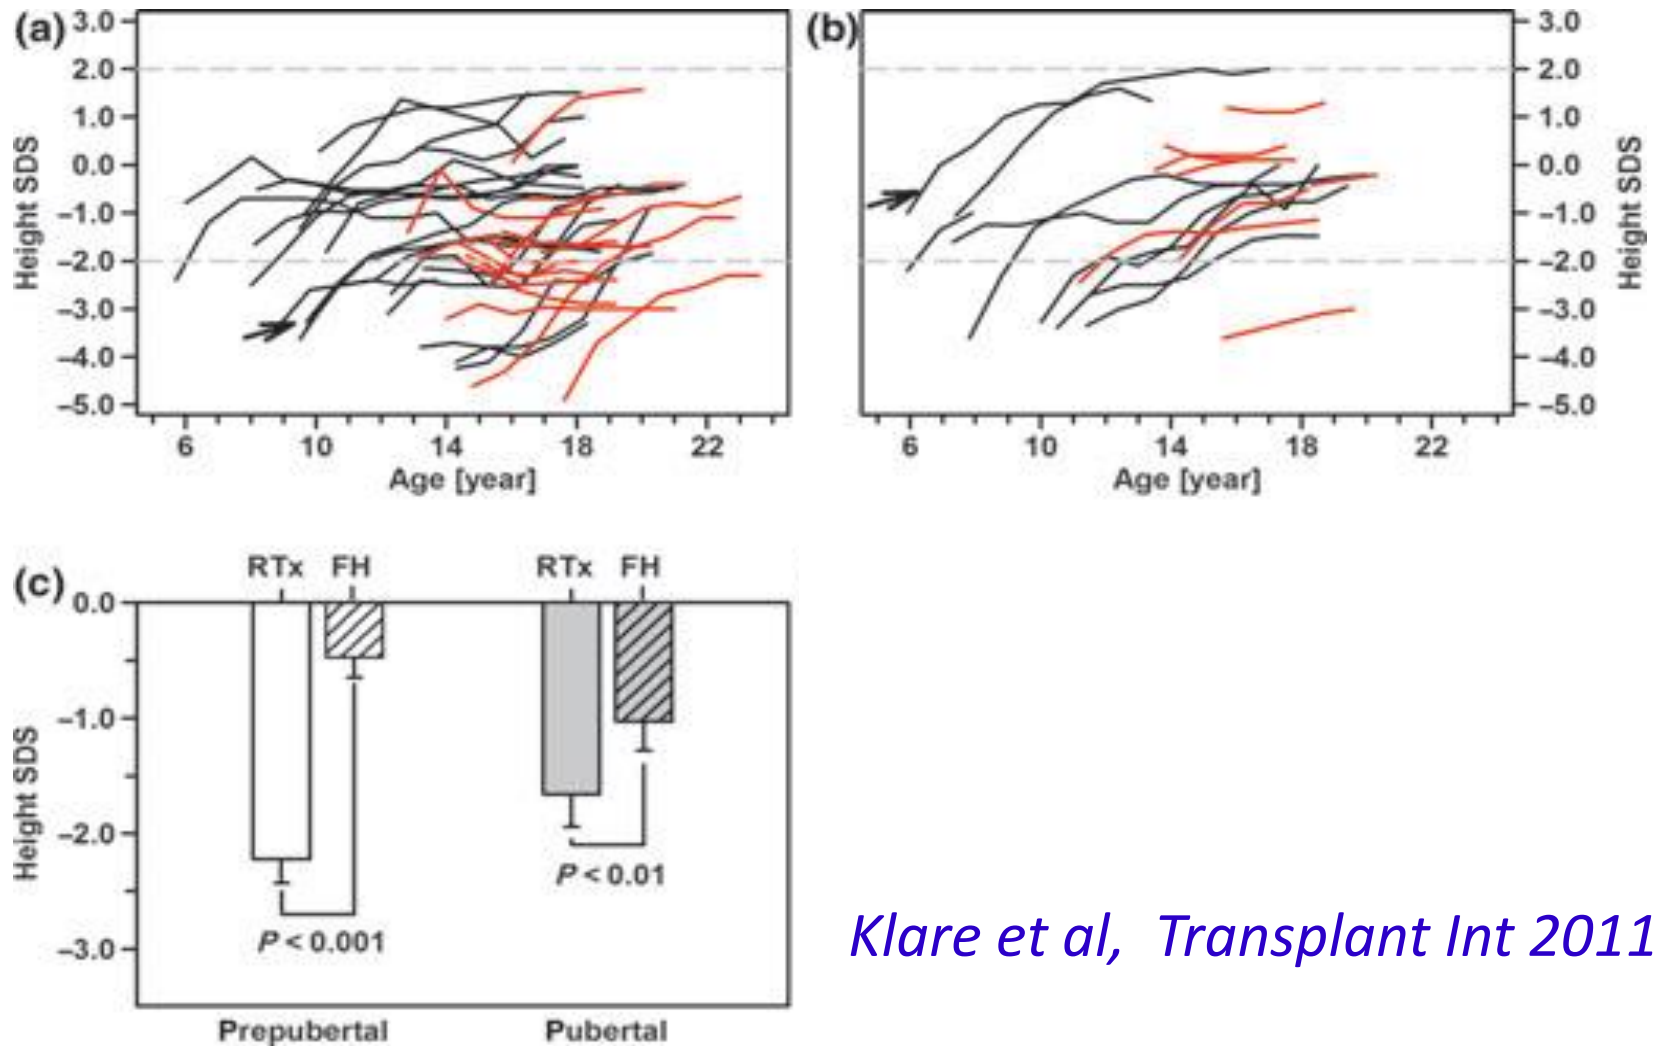 (a)
3.0
2.0
1.0
0.0
–1.0
–2.0
–3.0
–4.0
–5.0
Height SDS
6 10 14 18 22
Age [year]
(b)
3.0
2.0
1.0
0.0
–1.0
–2.0
–3.0
–4.0
–5.0
Height SDS
6 10 14 18 22
Age [year]
(c)
RTx FH RTx FH
0.0
–1.0
–2.0
–3.0
Height SDS
P < 0.001
P < 0.01
Prepubertal Pubertal
Klare et al, Transplant Int 2011